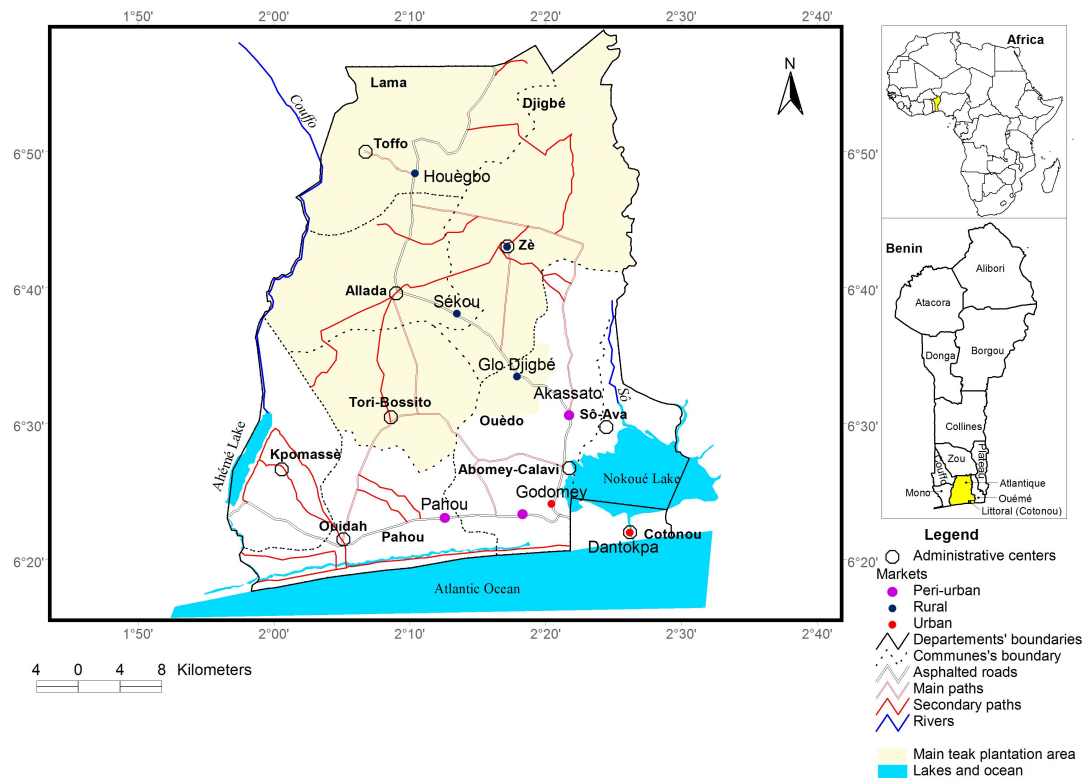 2°40'
1°50'
2°00'
2°10'
2°20'
2°30'
2°40'
6°50'
6°40'
6°30'
6°20'
6°50'
6°40'
6°30'
6°20'
1°50'
2°00'
2°10'
2°20'
2°30'
N
Lama
Djigbé
Couffo
Toffo
Houègbo
Zè
Allada
Sékou
Glo Djigbé
Akassato
Sô
Tori-Bossito
Ouèdo
Sô-Ava
Ahémé Lake
Kpomassè
Abomey-Calavi
Nokoué Lake
Godomey
Pahou
Ouidah
Pahou
Cotonou
Dantokpa
Atlantic Ocean
4 0 4 8 Kilometers
Africa
Benin
Alibori
Atacora
Donga
Borgou
Collines
Zou
Plateau
Couffo
Mono
Atlantique
Ouémé
Littoral (Cotonou)
Legend
Administrative centers
Markets
Peri-urban
Rural
Urban
Departements' boundaries
Communes's boundary
Asphalted roads
Main paths
Secondary paths
Rivers
Main teak plantation area
Lakes and ocean